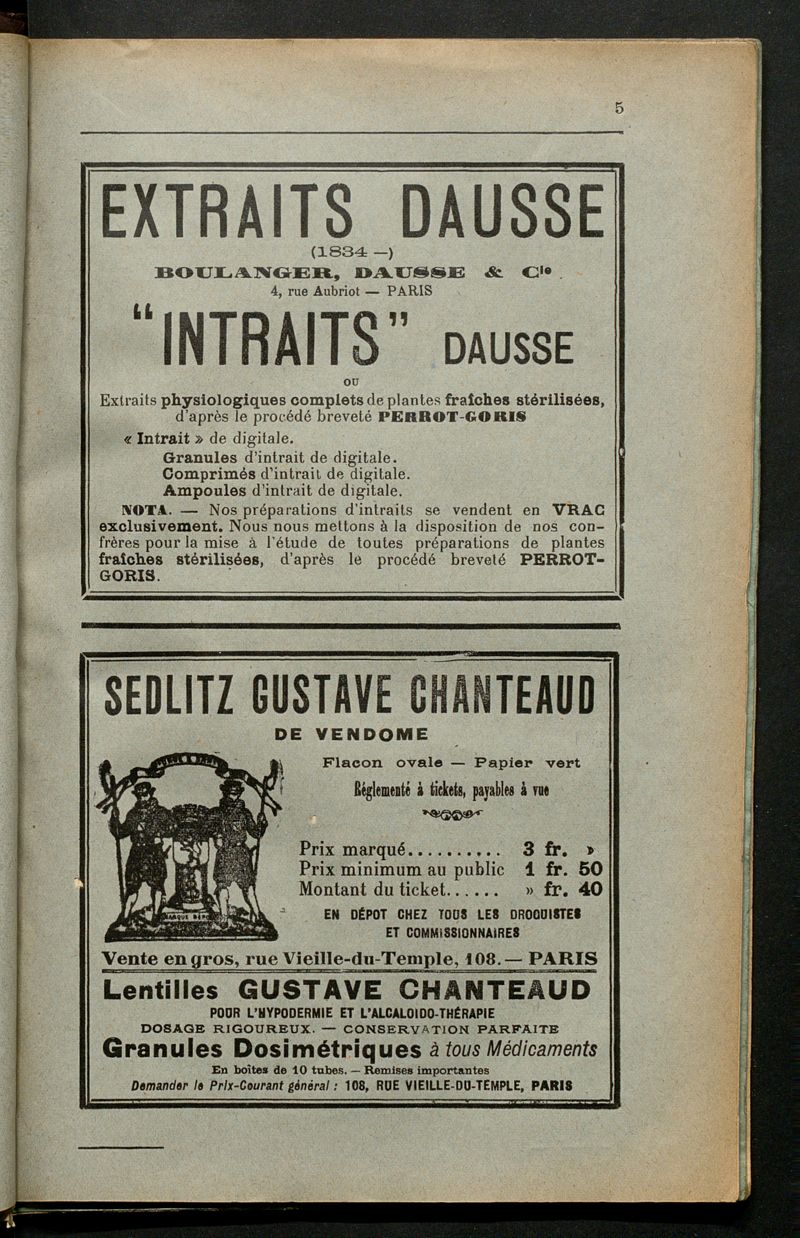 5
EXTRAITS DAUSSE
(1834 —)
BOULANGER, DAUSSE & Cie
4, rue Aubriot — PARIS
"INTRAITS" DAUSSE
OU
Extraits physiologiques complets de plantes fraîches stérilisées,
d'après le procédé breveté PERROT-GORIS
« Intrait » de digitale.
Granules d'intrait de digitale.
Comprimés d'intrait de digitale.
Ampoules d'intrait de digitale.
NOTA. — Nos préparations d'intraits se vendent en VRAC
exclusivement. Nous nous mettons à la disposition de nos con-
frères pour la mise à l'étude de toutes préparations de plantes
fraîches stérilisées, d'après le procédé breveté PERROT-
GORIS.
SEDLITZ GUSTAVE CHANTEAUD
DE VENDOME
Flacon ovale — Papier vert
Réglementé à tickets, payables à vue
Prix marqué.......... 3 fr. »
Prix minimum au public 1 fr. 50
Montant du ticket...... » fr. 40
EN DÉPOT CHEZ TOUS LES DROGUISTES
ET COMMISSIONNAIRES
MARQUE DÉPO
Vente en gros, rue Vieille-du-Temple, 108. — PARIS
Lentilles GUSTAVE CHANTEAUD
POUR L'HYPODERMIE ET L'ALCALOIDO-THÉRAPIE
DOSAGE RIGOUREUX. — CONSERVATION PARFAITE
Granules Dosimétriques à tous Médicaments
En boîtes de 10 tubes. — Remises importantes
Demander le Prix-Courant général : 108, RUE VIEILLE-DU-TEMPLE, PARIS